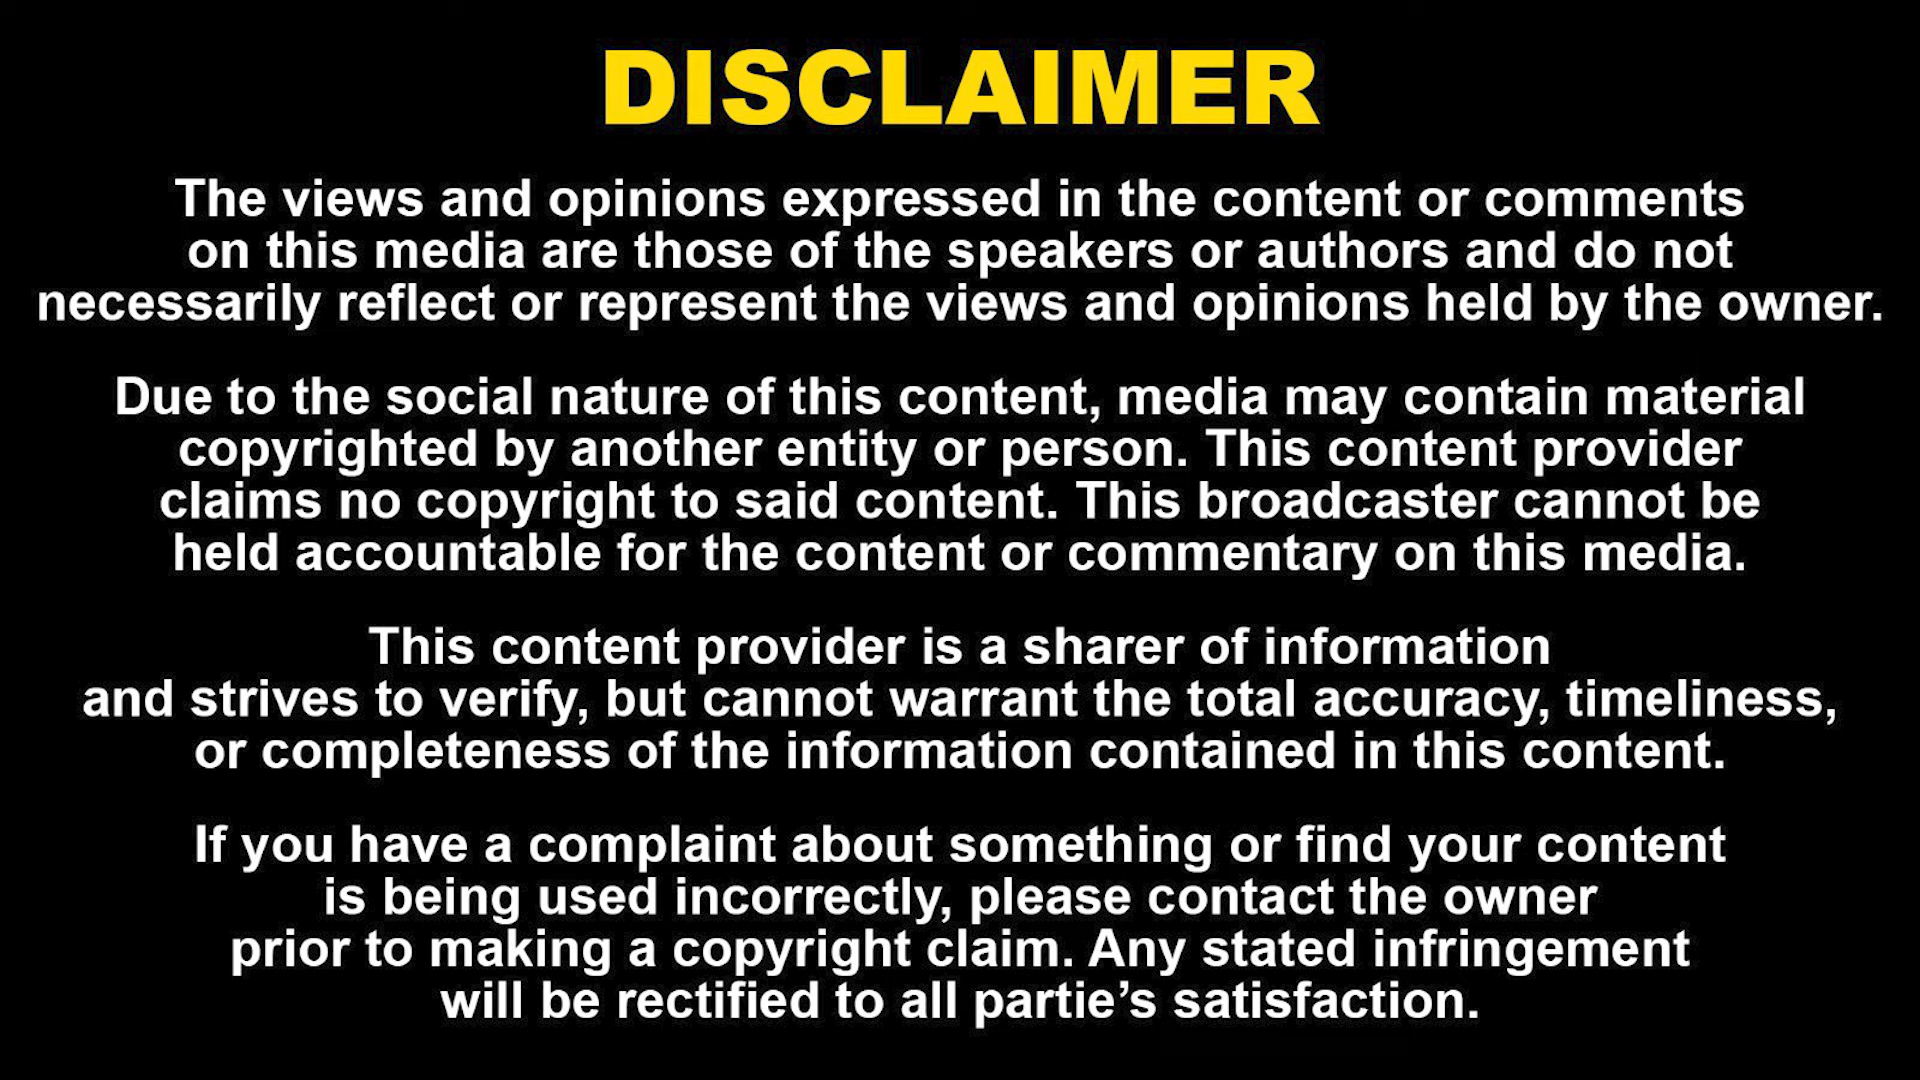 DISCLAIMER
The views and opinions expressed in the content or comments
on this media are those of the speakers or authors and do not
necessarily reflect or represent the views and opinions held by the owner.
Due to the social nature of this content, media may contain material
copyrighted by another entity or person. This content provider
claims no copyright to said content. This broadcaster cannot be
held accountable for the content or commentary on this media.
This content provider is a sharer of information
and strives to verify, but cannot warrant the total accuracy, timeliness,
or completeness of the information contained in this content.
If you have a complaint about something or find your content
is being used incorrectly, please contact the owner
prior to making a copyright claim. Any stated infringement
will be rectified to all partie’s satisfaction.